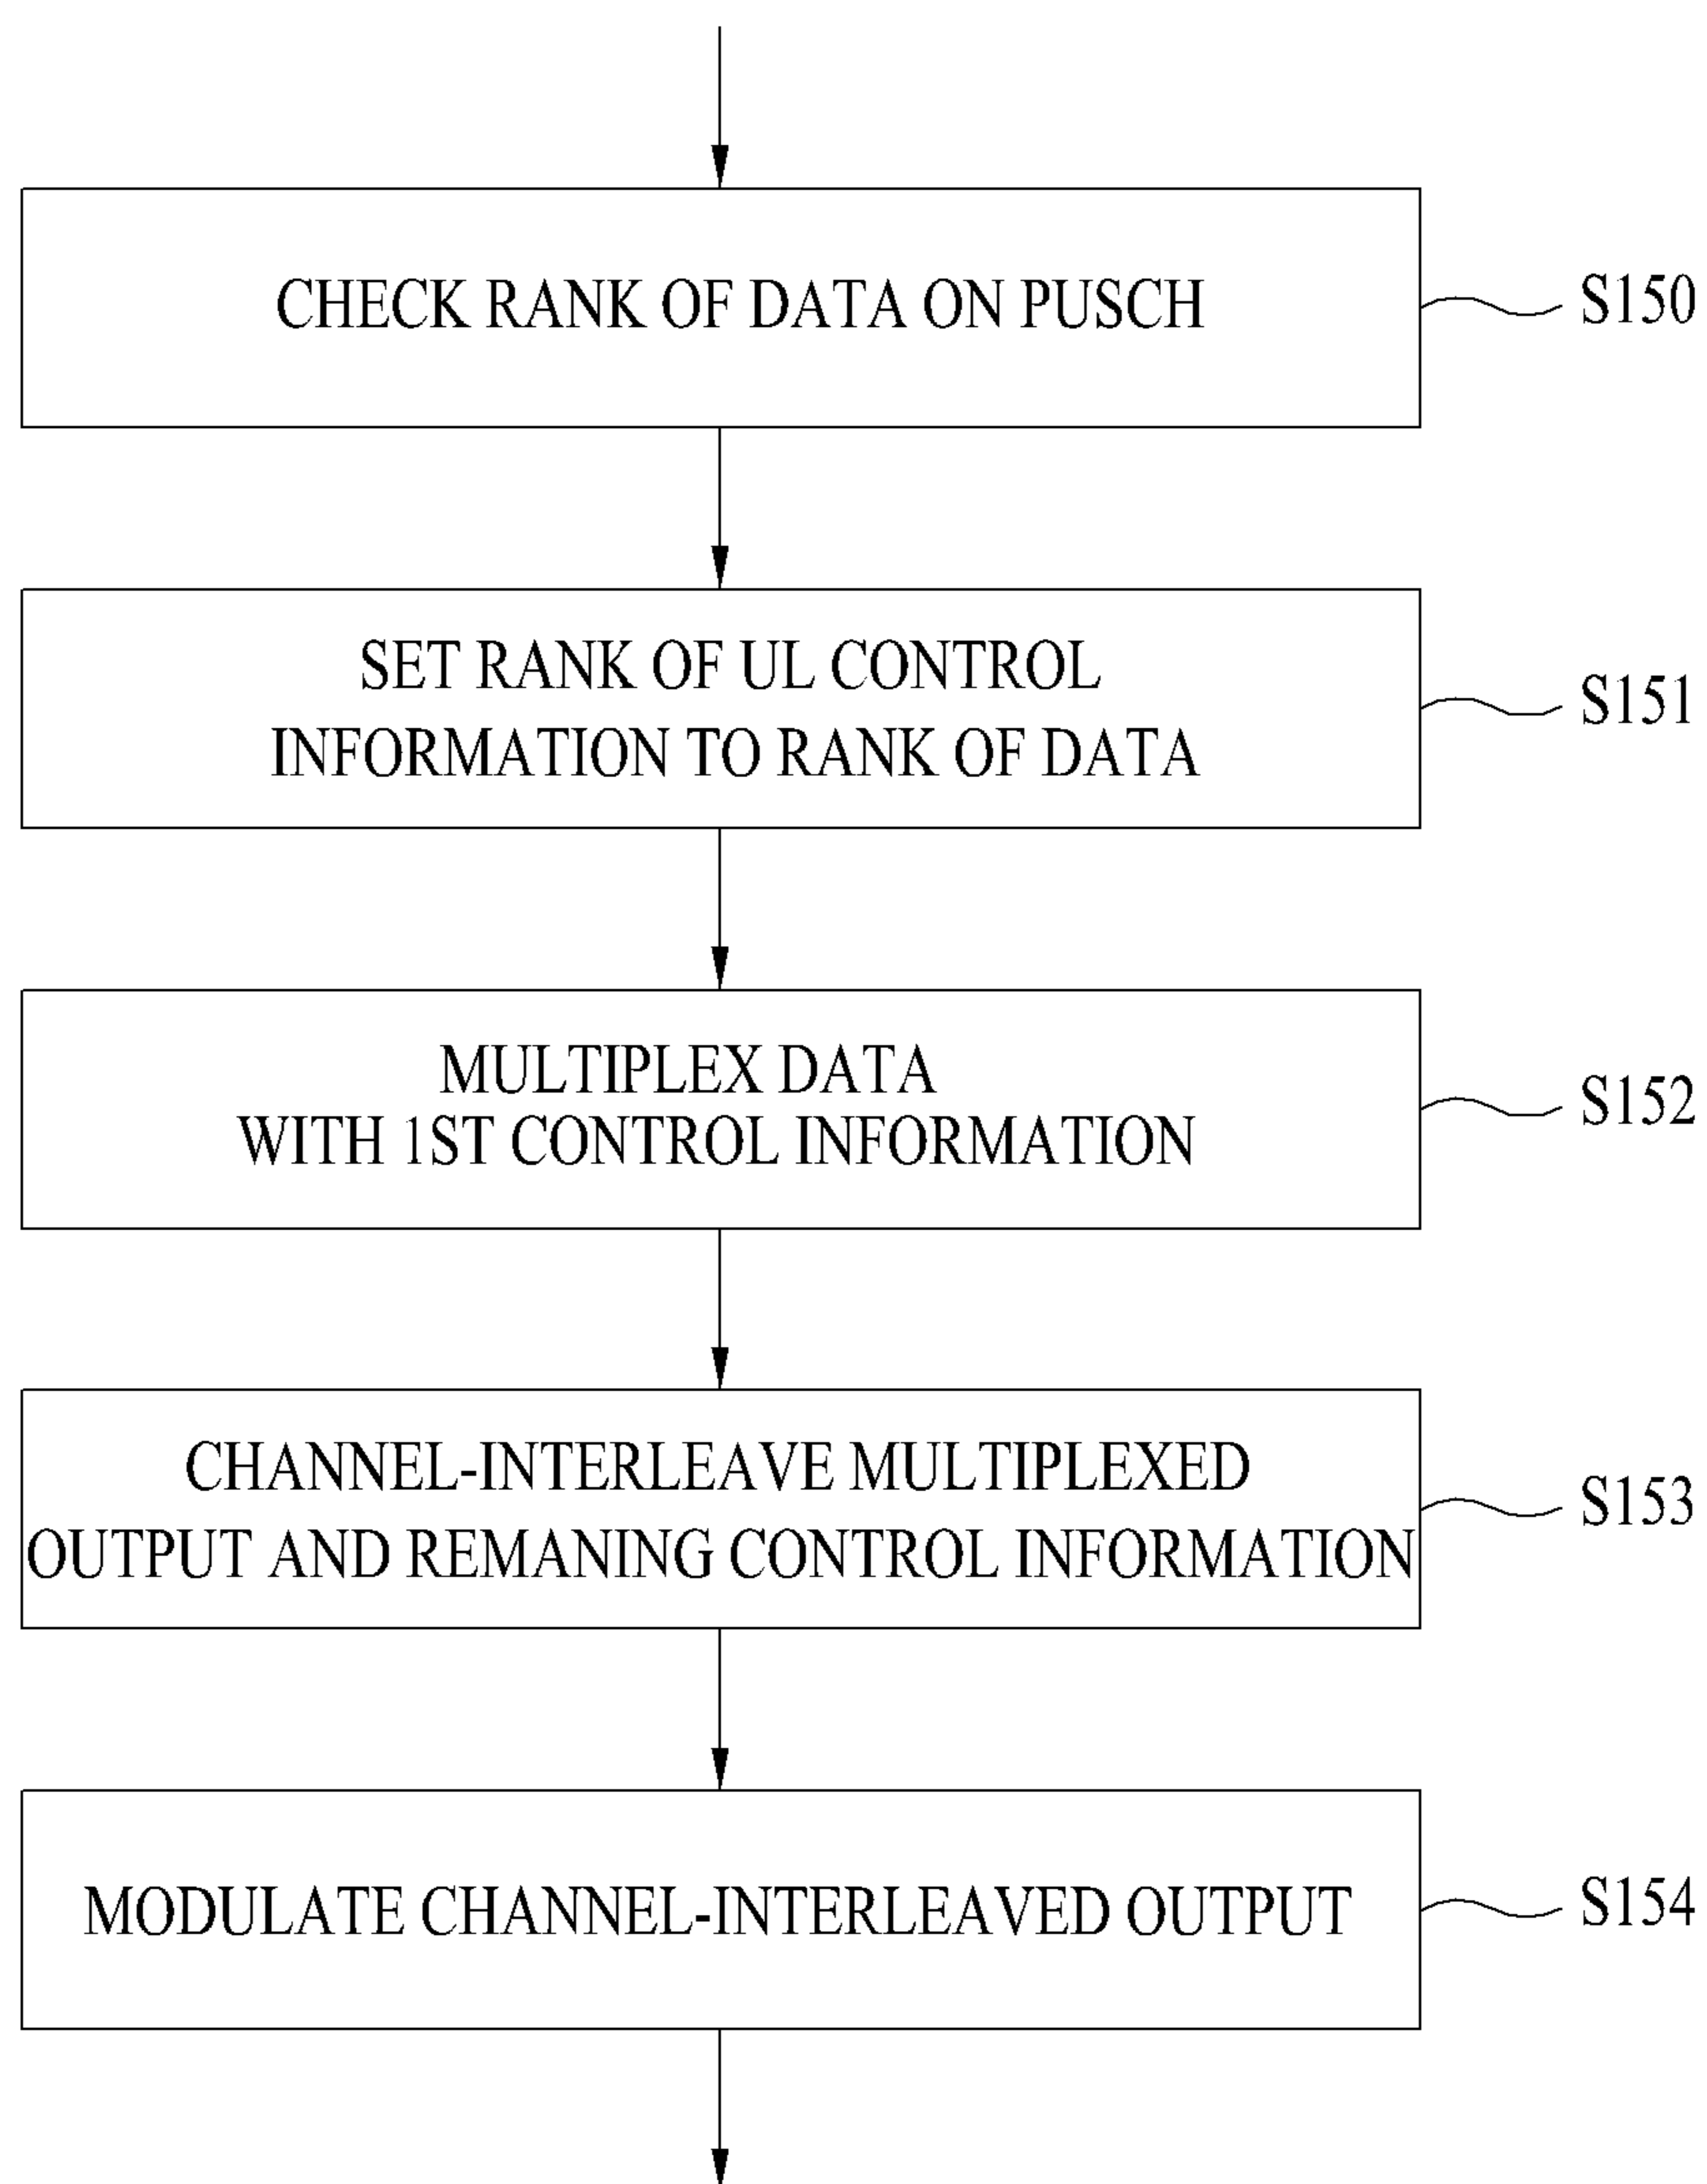 CHECK RANK OF DATA ON PUSCH
S150
SET RANK OF UL CONTROL
INFORMATION TO RANK OF DATA
S151
MULTIPLEX DATA
WITH 1ST CONTROL INFORMATION
S152
CHANNEL-INTERLEAVE MULTIPLEXED
OUTPUT AND REMANING CONTROL INFORMATION
S153
MODULATE CHANNEL-INTERLEAVED OUTPUT
S154